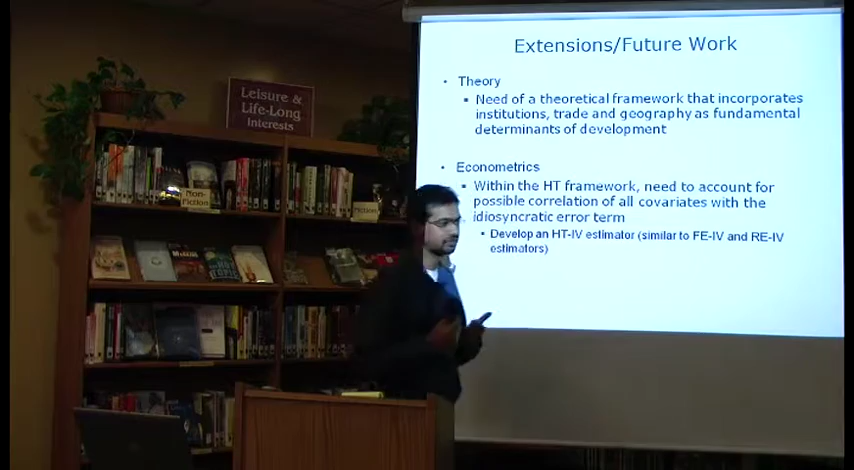 Extensions/Future Work
• Theory
▪ Need of a theoretical framework that incorporates
institutions, trade and geography as fundamental
determinants of development
• Econometrics
▪ Within the HT framework, need to account for
possible correlation of all covariates with the
idiosyncratic error term
▪ Develop an HT-IV estimator (similar to FE-IV and RE-IV
estimators)
Leisure &
Life-Long
Interests
Non-
Fiction
Fiction